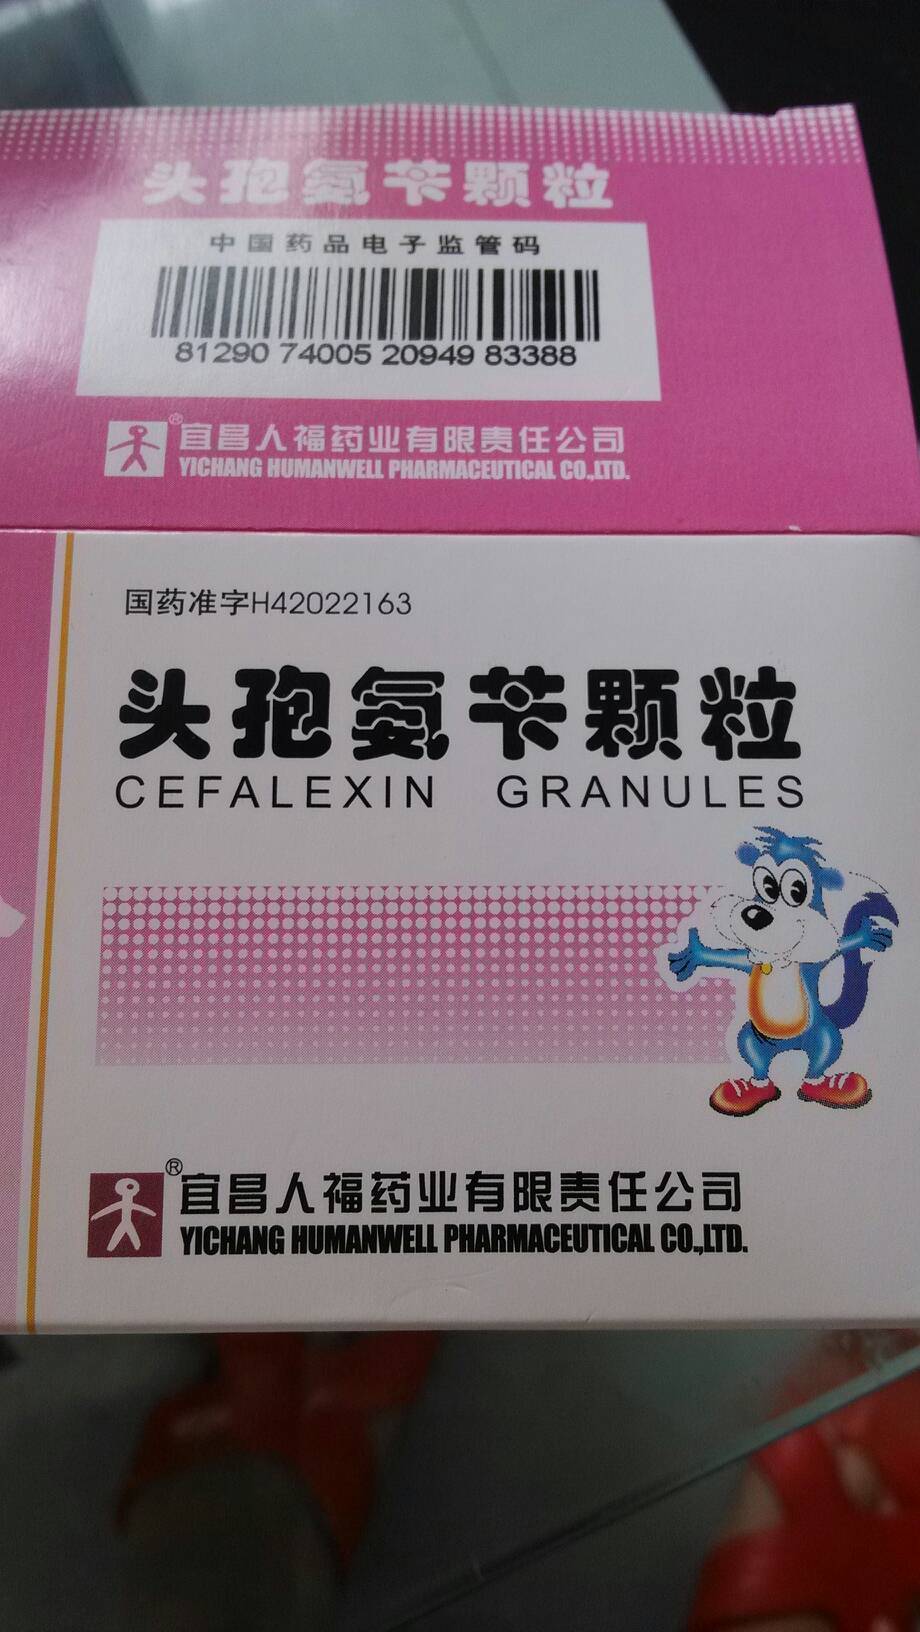 头孢氨苄颗粒
中国药品电子监管码
81290 74005 20949 83388
®宜昌人福药业有限责任公司
YICHANG HUMANWELL PHARMACEUTICAL CO.,LTD.
国药准字H42022163
头孢氨苄颗粒
CEFALEXIN GRANULES
®宜昌人福药业有限责任公司
YICHANG HUMANWELL PHARMACEUTICAL CO.,LTD.